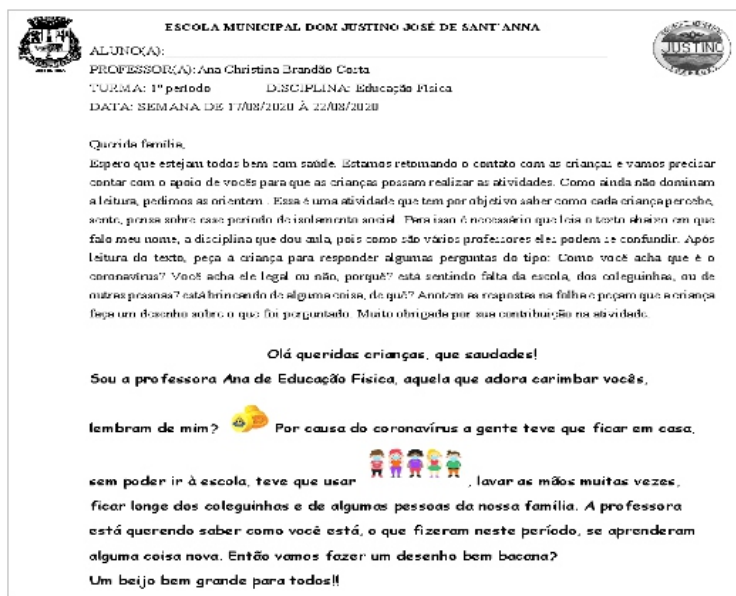 ESCOLA MUNICIPAL DOM JUSTINO JOSÉ DE SANT'ANNA
JUSTINO
ALUNO(A):
PROFESSOR(A): Ana Christina Brandão Costa
TURMA: 1º período DISCIPLINA: Educação Física
DATA: SEMANA DE 17/08/2020 À 22/08/2020
Querida família,
Espero que estejam todos bem com saúde. Estamos retomando o contato com as crianças e vamos precisar
contar com o apoio de vocês para que as crianças possam realizar as atividades. Como ainda não dominam
a leitura, pedimos as orientem . Essa é uma atividade que tem por objetivo saber como cada criança percebe,
sente, pensa sobre esse período de isolamento social. Para isso é necessário que leia o texto abaixo em que
falo meu nome, a disciplina que dou aula, pois como são vários professores eles podem se confundir. Após
leitura do texto, peça a criança para responder algumas perguntas do tipo: Como você acha que é o
coronavírus? Você acha ele legal ou não, porquê? está sentindo falta da escola, dos coleguinhas, ou de
outras pessoas? está brincando de alguma coisa, de quê? Anotem as respostas na folha e peçam que a criança
faça um desenho sobre o que foi perguntado. Muito obrigada por sua contribuição na atividade.
Olá queridas crianças, que saudades!
Sou a professora Ana de Educação Física, aquela que adora carimbar vocês,
lembram de mim? Por causa do coronavírus a gente teve que ficar em casa,
sem poder ir à escola, teve que usar , lavar as mãos muitas vezes,
ficar longe dos coleguinhas e de algumas pessoas da nossa família. A professora
está querendo saber como você está, o que fizeram neste período, se aprenderam
alguma coisa nova. Então vamos fazer um desenho bem bacana?
Um beijo bem grande para todos!!